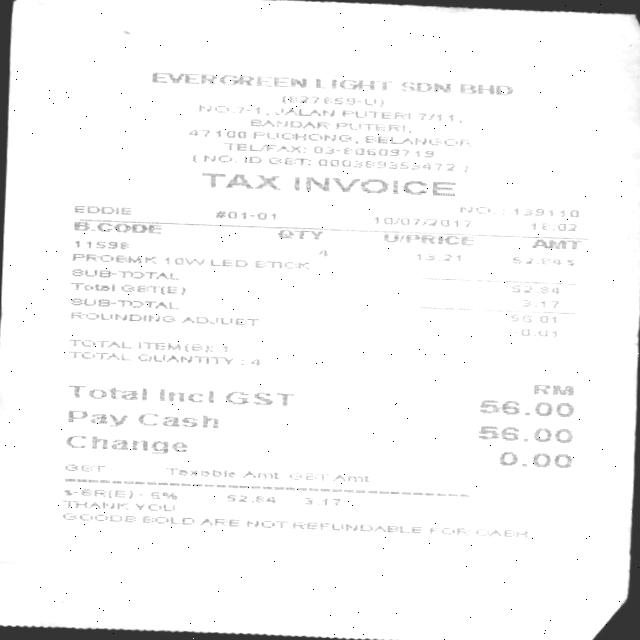 EVERGREEN LIGHT SDN BHD
(827659-U)
NO.7-1, JALAN PUTERI 7/11,
BANDAR PUTERI,
47100 PUCHONG, SELANGOR
TEL/FAX: 03-80609719
( NO. ID GST: 000389353472 )
TAX INVOICE
NO. : 139110
EDDIE #01-01 10/07/2017 18:02
B.CODE QTY U/PRICE AMT
11598 4 13.21 52.84S
PROEMK 10W LED STICK
SUB-TOTAL 52.84
Total GST(E) 3.17
SUB-TOTAL 56.01
ROUNDING ADJUST 0.01
TOTAL ITEM(S): 1
TOTAL QUANTITY : 4
RM
Total Incl GST 56.00
Pay Cash 56.00
Change 0.00
GST Taxable Amt GST Amt
s-SR(E) - 6% 52.84 3.17
THANK YOU
GOODS SOLD ARE NOT REFUNDABLE FOR CASH.